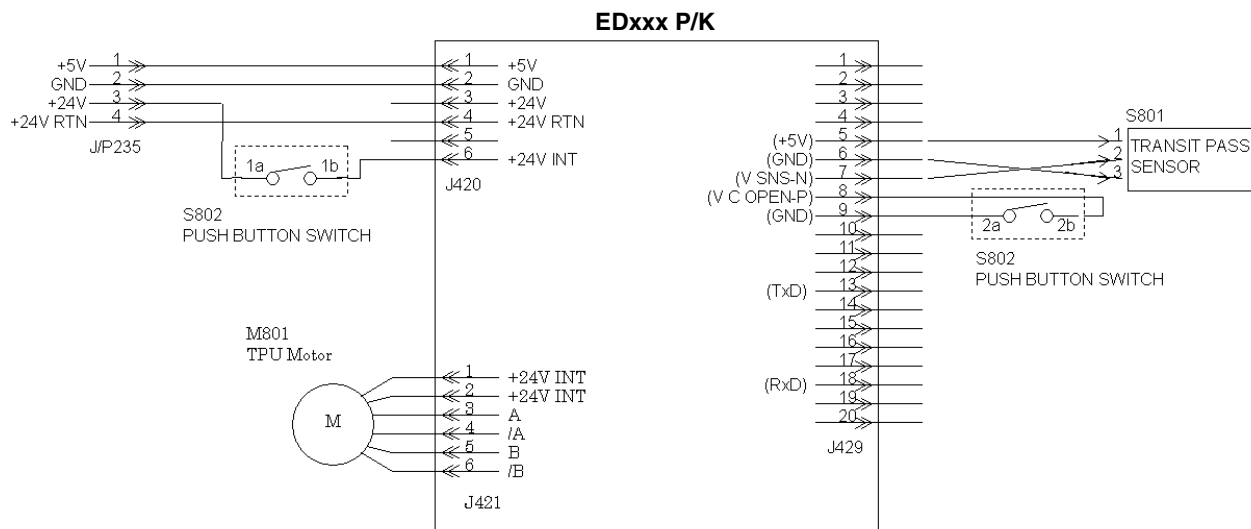 EDxxx P/K
+5V 1
GND 2
+24V 3
+24V RTN 4
J/P235
1a 1b
S802
PUSH BUTTON SWITCH
1 +5V
2 GND
3 +24V
4 +24V RTN
5
6 +24V INT
J420
M801
TPU Motor
M
1 +24V INT
2 +24V INT
3 A
4 /A
5 B
6 /B
J421
1
2
3
4
(+5V) 5
(GND) 6
(V SNS-N) 7
(V C OPEN-P) 8
(GND) 9
10
11
12
(TxD) 13
14
15
16
17
(RxD) 18
19
20
J429
S801
1 TRANSIT PASS
2 SENSOR
3
2a 2b
S802
PUSH BUTTON SWITCH